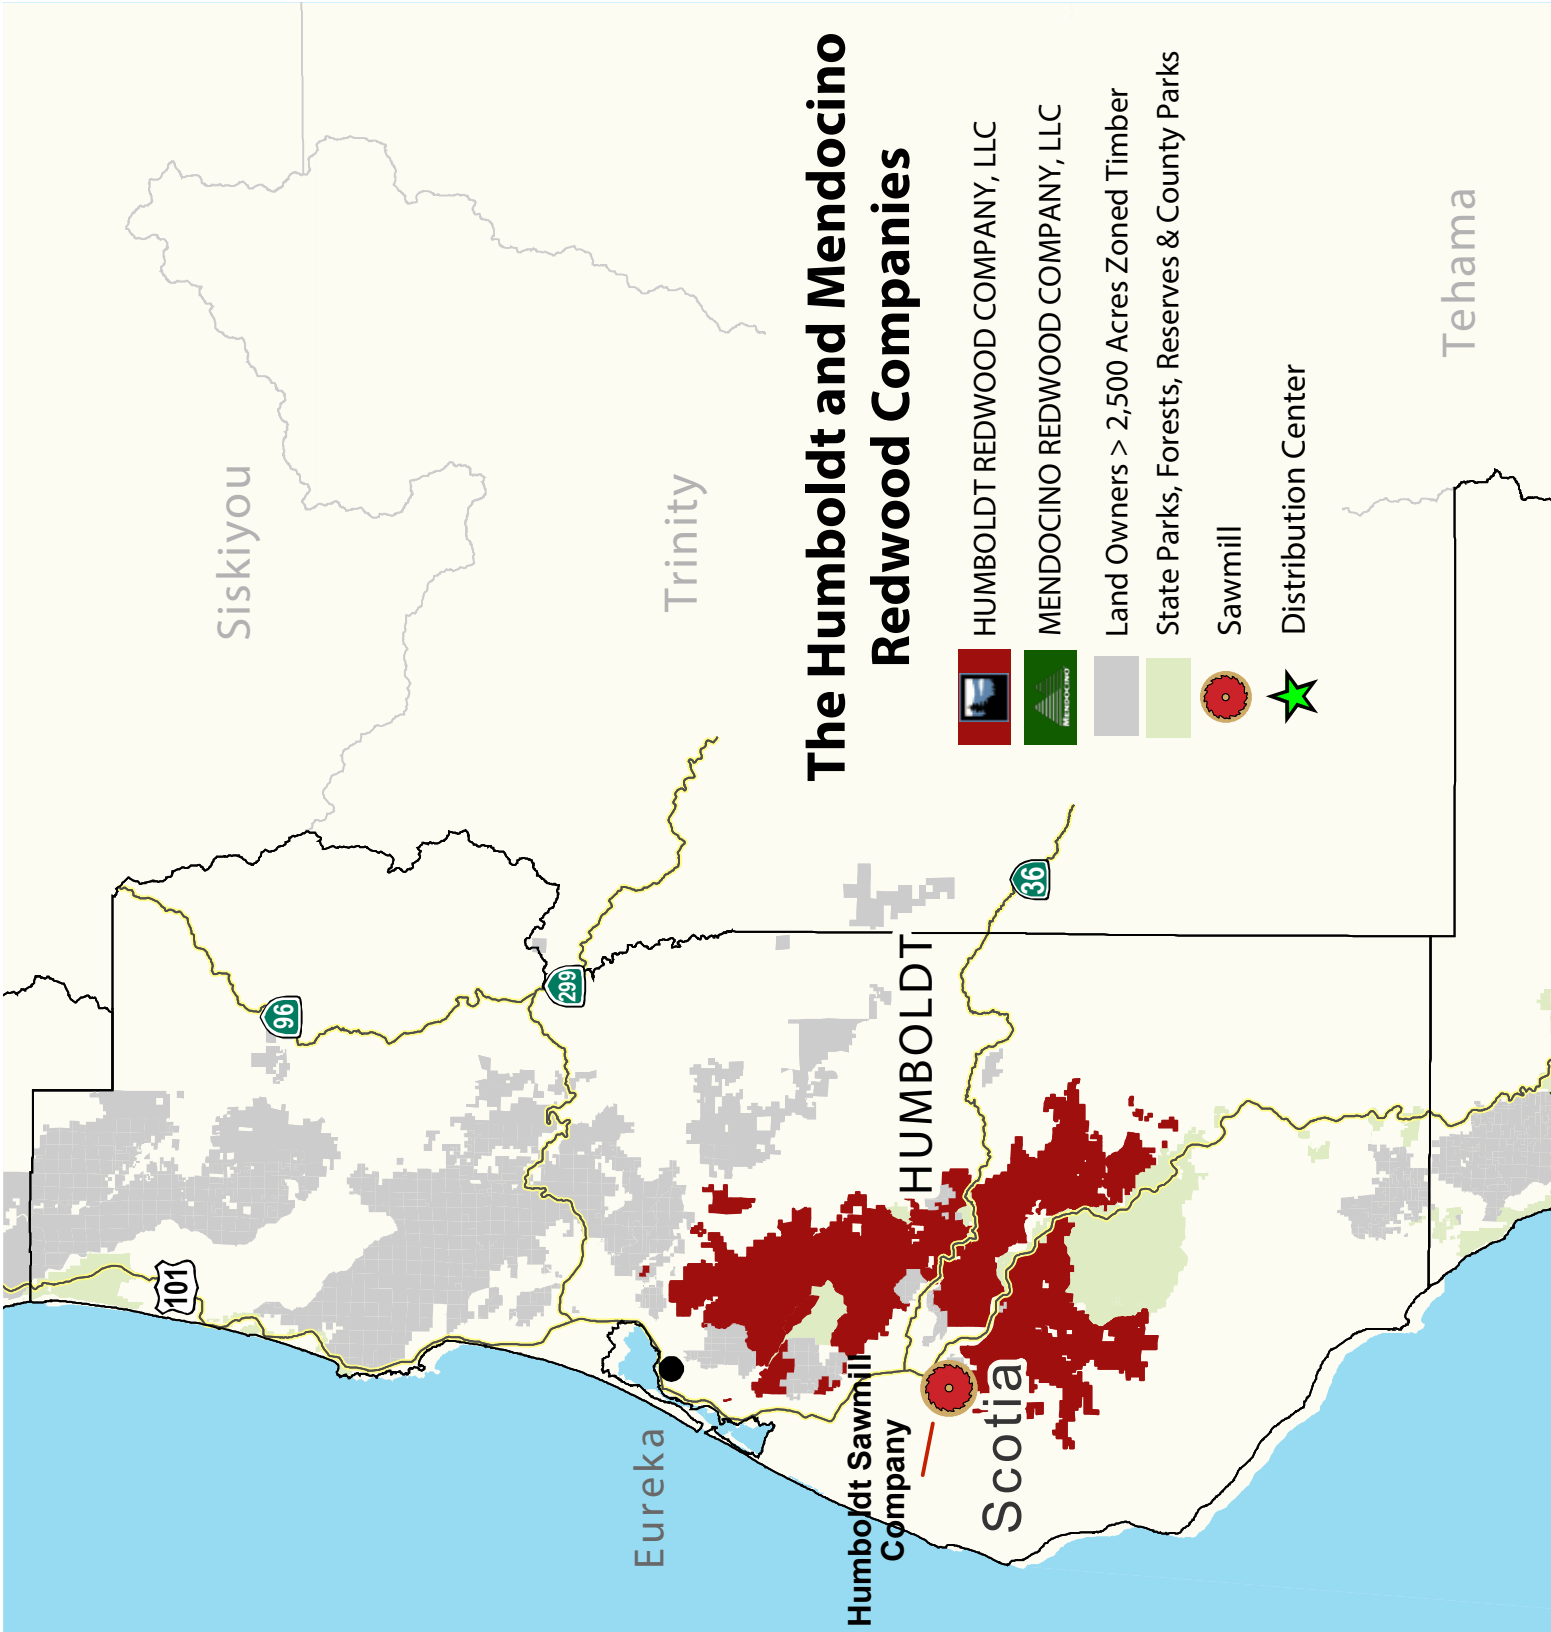 The Humboldt and Mendocino
Redwood Companies
HUMBOLDT REDWOOD COMPANY, LLC
MENDOCINO
MENDOCINO REDWOOD COMPANY, LLC
Land Owners > 2,500 Acres Zoned Timber
State Parks, Forests, Reserves & County Parks
Sawmill
Distribution Center
Siskiyou
Trinity
Tehama
96
299
36
101
HUMBOLDT
Eureka
Humboldt Sawmill
Company
Scotia